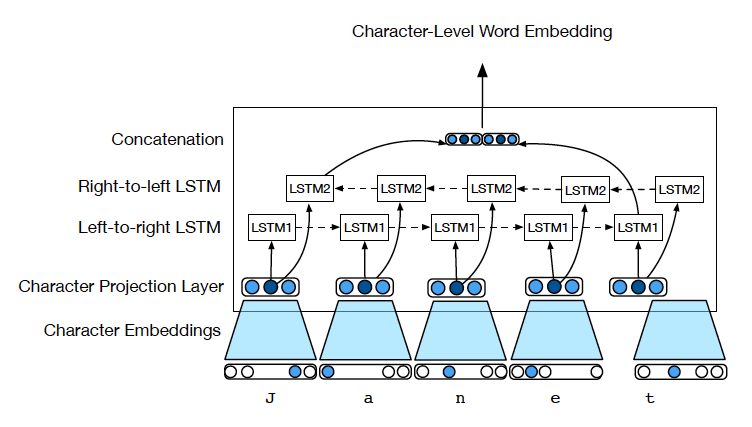 Character-Level Word Embedding
Concatenation
Right-to-left LSTM
LSTM2 LSTM2 LSTM2 LSTM2 LSTM2
Left-to-right LSTM
LSTM1 LSTM1 LSTM1 LSTM1 LSTM1
Character Projection Layer
Character Embeddings
J a n e t